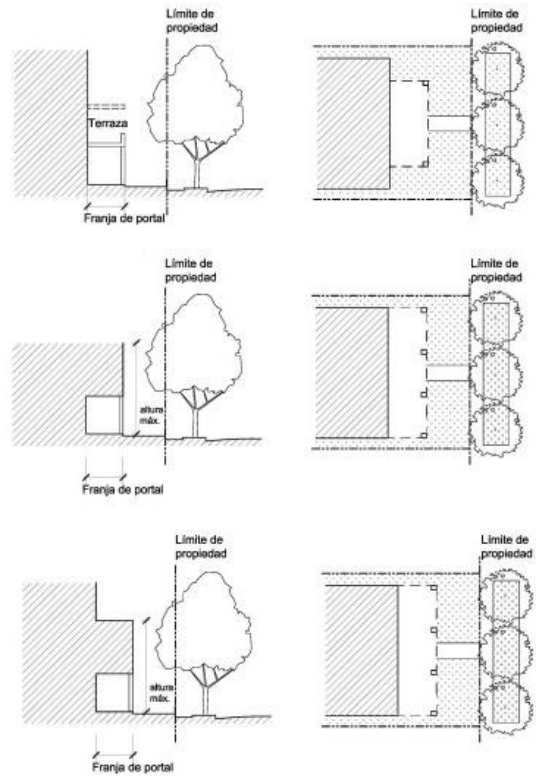 Límite de
propiedad
Límite de
propiedad
Terraza
Franja de portal
Límite de
propiedad
Límite de
propiedad
altura
máx.
Franja de portal
Límite de
propiedad
Límite de
propiedad
altura
máx.
Franja de portal